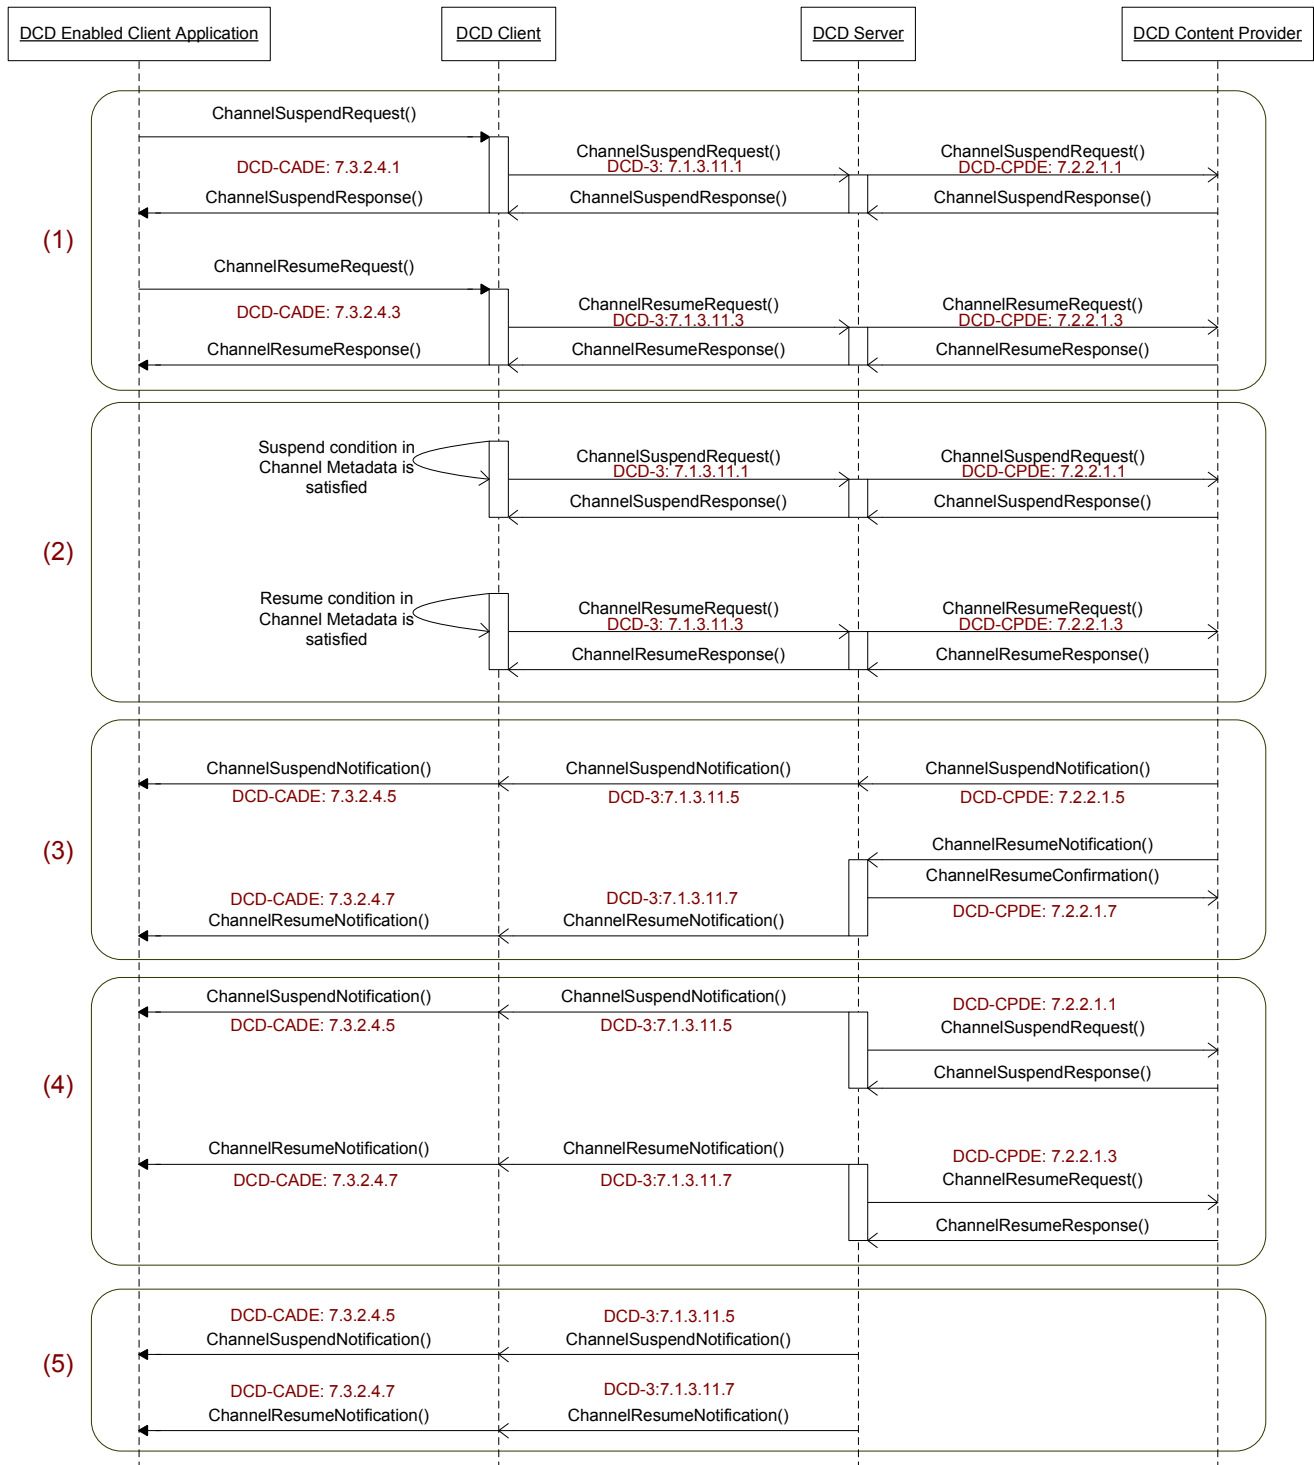 DCD Enabled Client Application
DCD Client
DCD Server
DCD Content Provider
(1)
ChannelSuspendRequest()
DCD-CADE: 7.3.2.4.1
ChannelSuspendRequest()
DCD-3: 7.1.3.11.1
ChannelSuspendRequest()
DCD-CPDE: 7.2.2.1.1
ChannelSuspendResponse()
ChannelSuspendResponse()
ChannelSuspendResponse()
ChannelResumeRequest()
DCD-CADE: 7.3.2.4.3
ChannelResumeRequest()
DCD-3:7.1.3.11.3
ChannelResumeRequest()
DCD-CPDE: 7.2.2.1.3
ChannelResumeResponse()
ChannelResumeResponse()
ChannelResumeResponse()
(2)
Suspend condition in
Channel Metadata is
satisfied
ChannelSuspendRequest()
DCD-3: 7.1.3.11.1
ChannelSuspendRequest()
DCD-CPDE: 7.2.2.1.1
ChannelSuspendResponse()
ChannelSuspendResponse()
Resume condition in
Channel Metadata is
satisfied
ChannelResumeRequest()
DCD-3: 7.1.3.11.3
ChannelResumeRequest()
DCD-CPDE: 7.2.2.1.3
ChannelResumeResponse()
ChannelResumeResponse()
(3)
ChannelSuspendNotification()
DCD-CADE: 7.3.2.4.5
ChannelSuspendNotification()
DCD-3:7.1.3.11.5
ChannelSuspendNotification()
DCD-CPDE: 7.2.2.1.5
ChannelResumeNotification()
ChannelResumeConfirmation()
DCD-CPDE: 7.2.2.1.7
DCD-CADE: 7.3.2.4.7
ChannelResumeNotification()
DCD-3:7.1.3.11.7
ChannelResumeNotification()
(4)
ChannelSuspendNotification()
DCD-CADE: 7.3.2.4.5
ChannelSuspendNotification()
DCD-3:7.1.3.11.5
DCD-CPDE: 7.2.2.1.1
ChannelSuspendRequest()
ChannelSuspendResponse()
ChannelResumeNotification()
DCD-CADE: 7.3.2.4.7
ChannelResumeNotification()
DCD-3:7.1.3.11.7
DCD-CPDE: 7.2.2.1.3
ChannelResumeRequest()
ChannelResumeResponse()
(5)
DCD-CADE: 7.3.2.4.5
ChannelSuspendNotification()
DCD-3:7.1.3.11.5
ChannelSuspendNotification()
DCD-CADE: 7.3.2.4.7
ChannelResumeNotification()
DCD-3:7.1.3.11.7
ChannelResumeNotification()